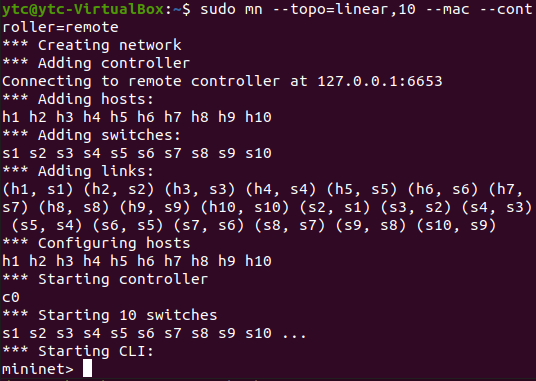 ytc@ytc-VirtualBox:~$ sudo mn --topo=linear,10 --mac --cont
roller=remote
*** Creating network
*** Adding controller
Connecting to remote controller at 127.0.0.1:6653
*** Adding hosts:
h1 h2 h3 h4 h5 h6 h7 h8 h9 h10
*** Adding switches:
s1 s2 s3 s4 s5 s6 s7 s8 s9 s10
*** Adding links:
(h1, s1) (h2, s2) (h3, s3) (h4, s4) (h5, s5) (h6, s6) (h7,
s7) (h8, s8) (h9, s9) (h10, s10) (s2, s1) (s3, s2) (s4, s3)
(s5, s4) (s6, s5) (s7, s6) (s8, s7) (s9, s8) (s10, s9)
*** Configuring hosts
h1 h2 h3 h4 h5 h6 h7 h8 h9 h10
*** Starting controller
c0
*** Starting 10 switches
s1 s2 s3 s4 s5 s6 s7 s8 s9 s10 ...
*** Starting CLI:
mininet>